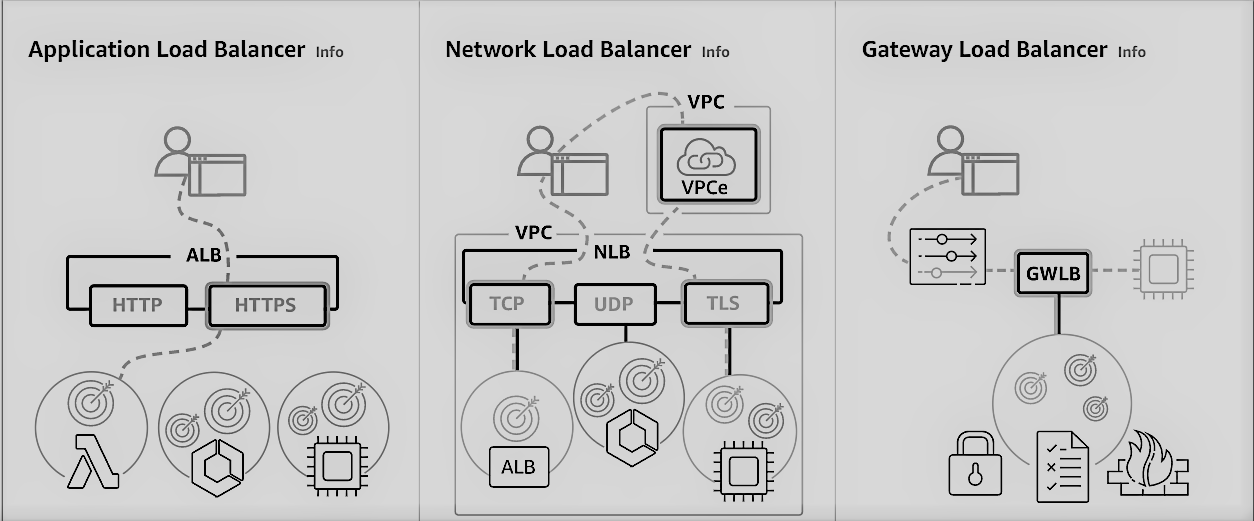 Application Load Balancer Info
ALB
HTTP
HTTPS
Network Load Balancer Info
VPC
VPCe
VPC
NLB
TCP
UDP
TLS
ALB
Gateway Load Balancer Info
GWLB